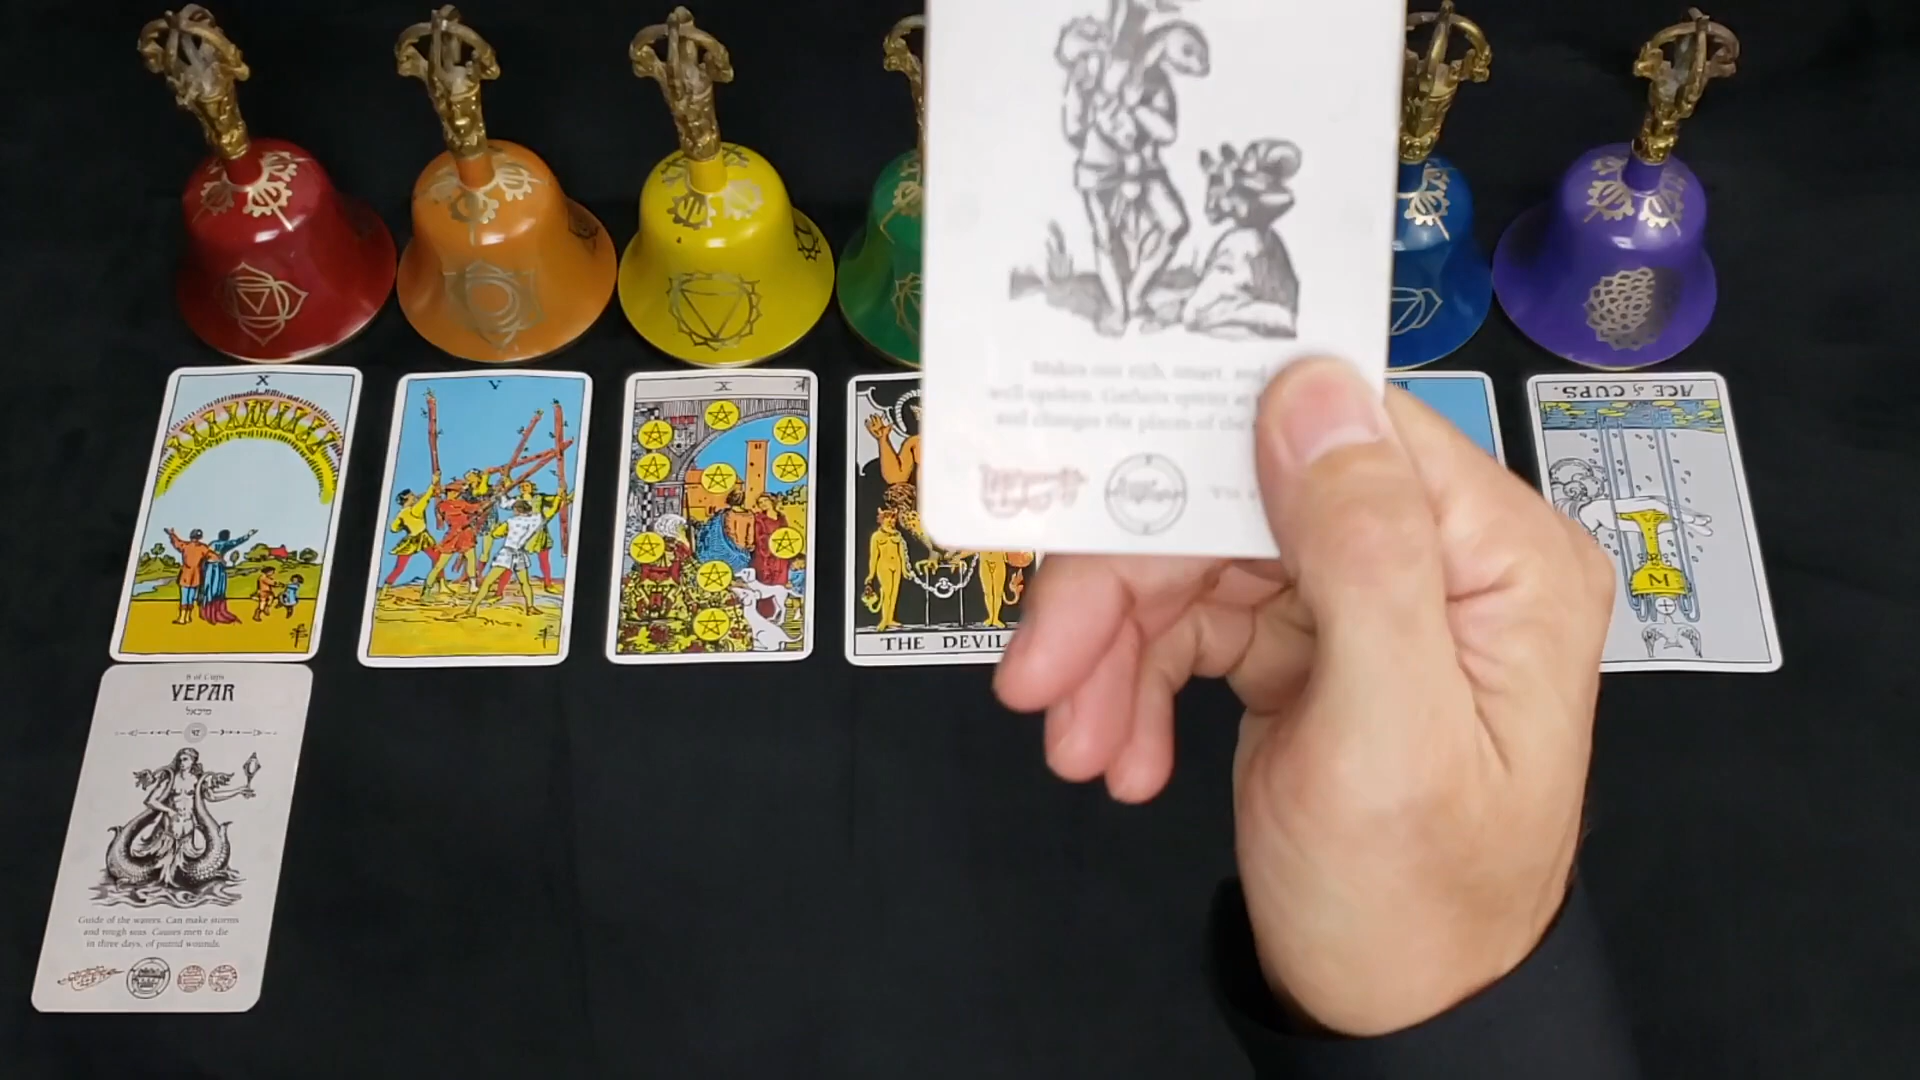 X
V
X
THE DEVIL
ACE of CUPS.
8 of Cups
VEPAR
מיכאל
42
Guide of the waters. Can make storms
and rough seas. Causes men to die
in three days, of putrid wounds.
Makes one rich, smart, and
well-spoken. Gathers spirits
and changes the places of the